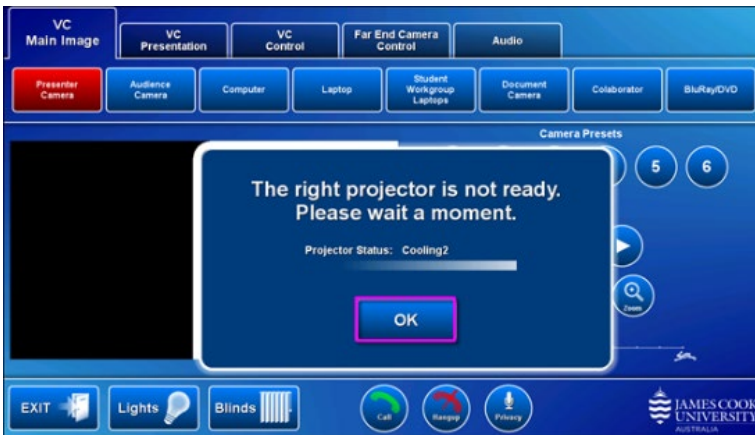 VC
Main Image
VC
Presentation
VC
Control
Far End Camera
Control
Audio
Presenter
Camera
Audience
Camera
Computer
Laptop
Student
Workgroup
Laptops
Document
Camera
Colaborator
BluRay/DVD
Camera Presets
5
6
The right projector is not ready.
Please wait a moment.
Projector Status: Cooling2
OK
Zoom
EXIT
Lights
Blinds
Call
Hangup
Privacy
JAMES COOK
UNIVERSITY
AUSTRALIA